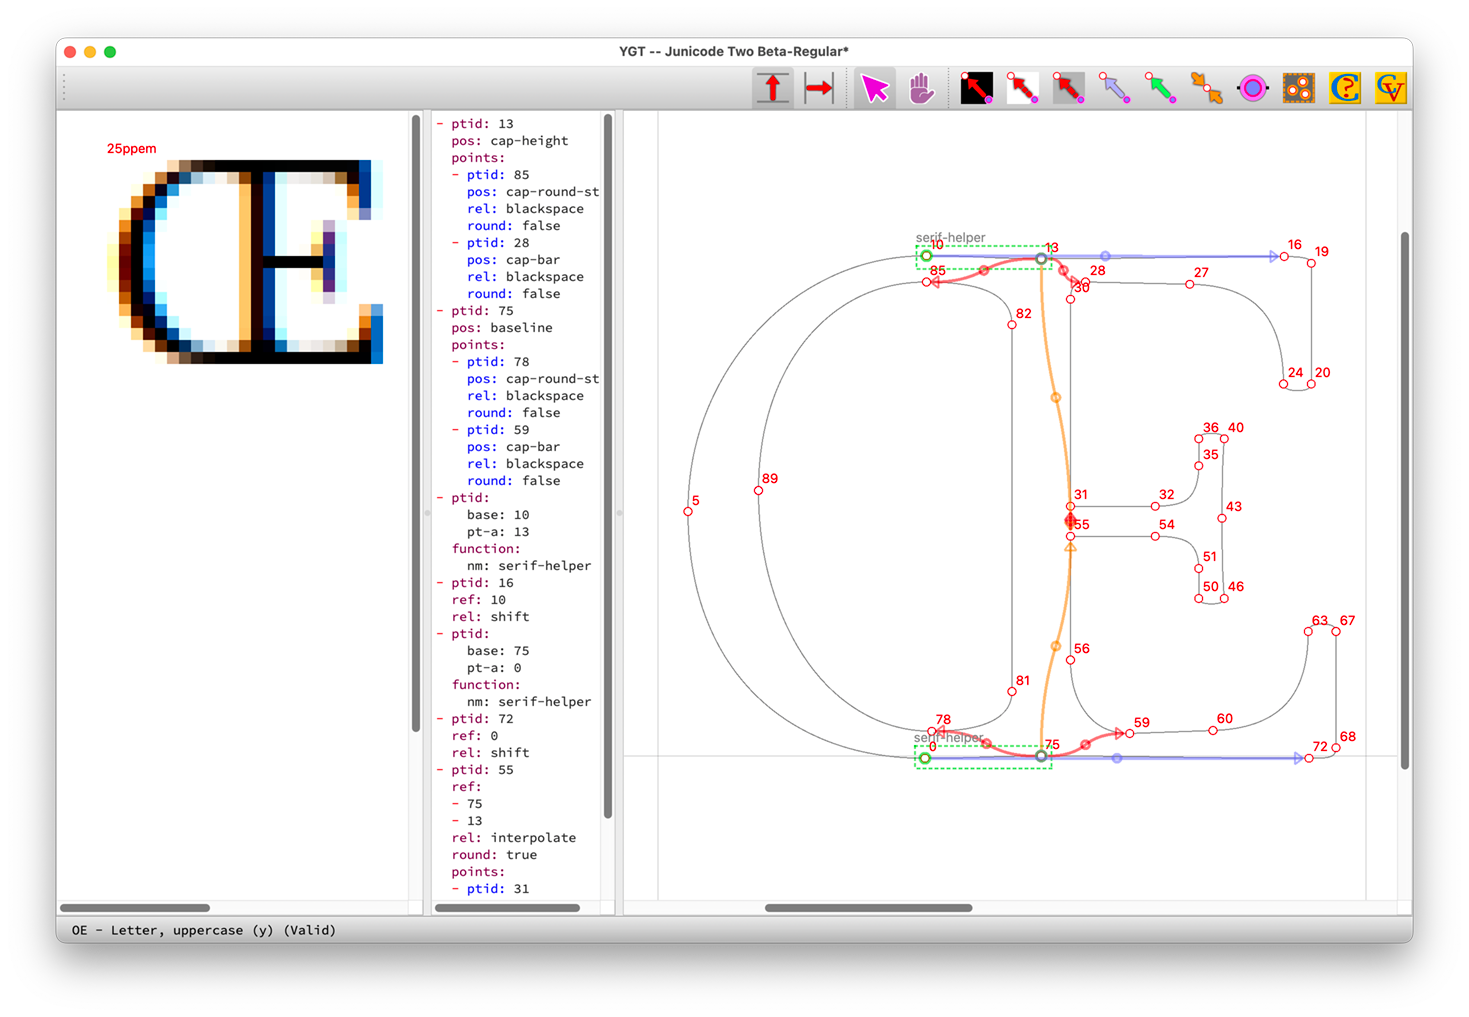 YGT -- Junicode Two Beta-Regular*
25ppem
- ptid: 13
pos: cap-height
points:
- ptid: 85
pos: cap-round-st
rel: blackspace
round: false
- ptid: 28
pos: cap-bar
rel: blackspace
round: false
- ptid: 75
pos: baseline
points:
- ptid: 78
pos: cap-round-st
rel: blackspace
round: false
- ptid: 59
pos: cap-bar
rel: blackspace
round: false
- ptid:
base: 10
pt-a: 13
function:
nm: serif-helper
- ptid: 16
ref: 10
rel: shift
- ptid:
base: 75
pt-a: 0
function:
nm: serif-helper
- ptid: 72
ref: 0
rel: shift
- ptid: 55
ref:
- 75
- 13
rel: interpolate
round: true
points:
- ptid: 31
serif-helper
10 13 16 19
85 28 27
30
82
24 20
36 40
35
89
31 32
5
43
55 54
51
50 46
63 67
56
81
78 59 60
serif-helper
0 75 72 68
OE - Letter, uppercase (y) (Valid)